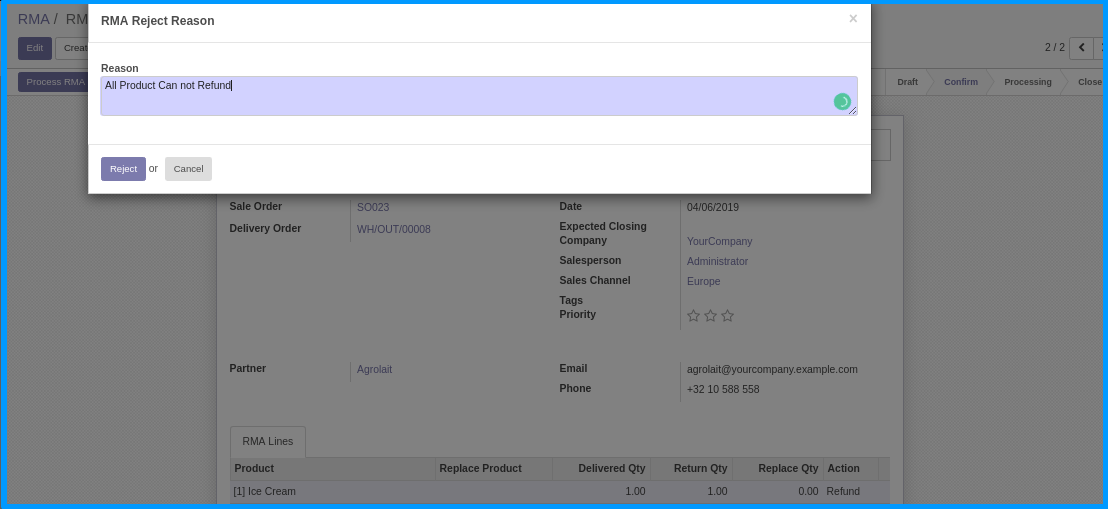 RMA / RM
RMA Reject Reason
×
Edit
Creat
2 / 2
Reason
Process RMA
All Product Can not Refund
Draft
Confirm
Processing
Close
Reject or Cancel
Sale Order SO023
Date 04/06/2019
Delivery Order WH/OUT/00008
Expected Closing
Company YourCompany
Salesperson Administrator
Sales Channel Europe
Tags
Priority
Partner Agrolait
Email agrolait@yourcompany.example.com
Phone +32 10 588 558
RMA Lines
Product Replace Product Delivered Qty Return Qty Replace Qty Action
[1] Ice Cream 1.00 1.00 0.00 Refund